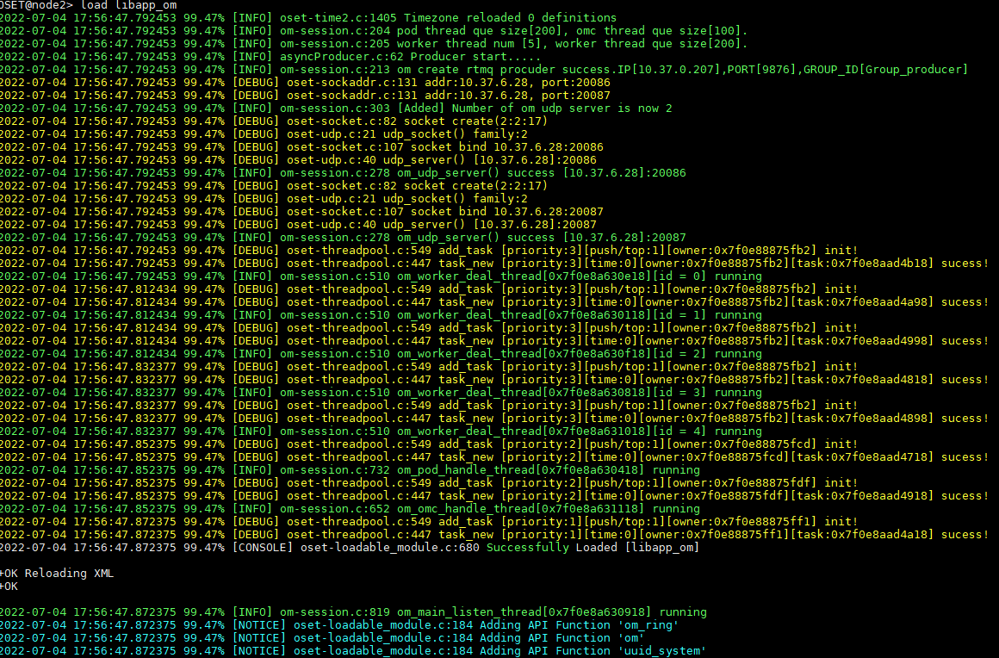 OSET@node2> load libapp_om
2022-07-04 17:56:47.792453 99.47% [INFO] oset-time2.c:1405 Timezone reloaded 0 definitions
2022-07-04 17:56:47.792453 99.47% [INFO] om-session.c:204 pod thread que size[200], omc thread que size[100].
2022-07-04 17:56:47.792453 99.47% [INFO] om-session.c:205 worker thread num [5], worker thread que size[200].
2022-07-04 17:56:47.792453 99.47% [INFO] asyncProducer.c:62 Producer start.....
2022-07-04 17:56:47.792453 99.47% [INFO] om-session.c:213 om create rtmq procuder success.IP[10.37.0.207],PORT[9876],GROUP_ID[Group_producer]
2022-07-04 17:56:47.792453 99.47% [DEBUG] oset-sockaddr.c:131 addr:10.37.6.28, port:20086
2022-07-04 17:56:47.792453 99.47% [DEBUG] oset-sockaddr.c:131 addr:10.37.6.28, port:20087
2022-07-04 17:56:47.792453 99.47% [INFO] om-session.c:303 [Added] Number of om udp server is now 2
2022-07-04 17:56:47.792453 99.47% [DEBUG] oset-socket.c:82 socket create(2:2:17)
2022-07-04 17:56:47.792453 99.47% [DEBUG] oset-udp.c:21 udp_socket() family:2
2022-07-04 17:56:47.792453 99.47% [DEBUG] oset-socket.c:107 socket bind 10.37.6.28:20086
2022-07-04 17:56:47.792453 99.47% [DEBUG] oset-udp.c:40 udp_server() [10.37.6.28]:20086
2022-07-04 17:56:47.792453 99.47% [INFO] om-session.c:278 om_udp_server() success [10.37.6.28]:20086
2022-07-04 17:56:47.792453 99.47% [DEBUG] oset-socket.c:82 socket create(2:2:17)
2022-07-04 17:56:47.792453 99.47% [DEBUG] oset-udp.c:21 udp_socket() family:2
2022-07-04 17:56:47.792453 99.47% [DEBUG] oset-socket.c:107 socket bind 10.37.6.28:20087
2022-07-04 17:56:47.792453 99.47% [DEBUG] oset-udp.c:40 udp_server() [10.37.6.28]:20087
2022-07-04 17:56:47.792453 99.47% [INFO] om-session.c:278 om_udp_server() success [10.37.6.28]:20087
2022-07-04 17:56:47.792453 99.47% [DEBUG] oset-threadpool.c:549 add_task [priority:3][push/top:1][owner:0x7f0e88875fb2] init!
2022-07-04 17:56:47.792453 99.47% [DEBUG] oset-threadpool.c:447 task_new [priority:3][time:0][owner:0x7f0e88875fb2][task:0x7f0e8aad4b18] sucess!
2022-07-04 17:56:47.792453 99.47% [INFO] om-session.c:510 om_worker_deal_thread[0x7f0e8a630e18][id = 0] running
2022-07-04 17:56:47.812434 99.47% [DEBUG] oset-threadpool.c:549 add_task [priority:3][push/top:1][owner:0x7f0e88875fb2] init!
2022-07-04 17:56:47.812434 99.47% [DEBUG] oset-threadpool.c:447 task_new [priority:3][time:0][owner:0x7f0e88875fb2][task:0x7f0e8aad4a98] sucess!
2022-07-04 17:56:47.812434 99.47% [INFO] om-session.c:510 om_worker_deal_thread[0x7f0e8a630118][id = 1] running
2022-07-04 17:56:47.812434 99.47% [DEBUG] oset-threadpool.c:549 add_task [priority:3][push/top:1][owner:0x7f0e88875fb2] init!
2022-07-04 17:56:47.812434 99.47% [DEBUG] oset-threadpool.c:447 task_new [priority:3][time:0][owner:0x7f0e88875fb2][task:0x7f0e8aad4998] sucess!
2022-07-04 17:56:47.812434 99.47% [INFO] om-session.c:510 om_worker_deal_thread[0x7f0e8a630f18][id = 2] running
2022-07-04 17:56:47.832377 99.47% [DEBUG] oset-threadpool.c:549 add_task [priority:3][push/top:1][owner:0x7f0e88875fb2] init!
2022-07-04 17:56:47.832377 99.47% [DEBUG] oset-threadpool.c:447 task_new [priority:3][time:0][owner:0x7f0e88875fb2][task:0x7f0e8aad4818] sucess!
2022-07-04 17:56:47.832377 99.47% [INFO] om-session.c:510 om_worker_deal_thread[0x7f0e8a630818][id = 3] running
2022-07-04 17:56:47.832377 99.47% [DEBUG] oset-threadpool.c:549 add_task [priority:3][push/top:1][owner:0x7f0e88875fb2] init!
2022-07-04 17:56:47.832377 99.47% [DEBUG] oset-threadpool.c:447 task_new [priority:3][time:0][owner:0x7f0e88875fb2][task:0x7f0e8aad4898] sucess!
2022-07-04 17:56:47.832377 99.47% [INFO] om-session.c:510 om_worker_deal_thread[0x7f0e8a631018][id = 4] running
2022-07-04 17:56:47.852375 99.47% [DEBUG] oset-threadpool.c:549 add_task [priority:2][push/top:1][owner:0x7f0e88875fcd] init!
2022-07-04 17:56:47.852375 99.47% [DEBUG] oset-threadpool.c:447 task_new [priority:2][time:0][owner:0x7f0e88875fcd][task:0x7f0e8aad4718] sucess!
2022-07-04 17:56:47.852375 99.47% [INFO] om-session.c:732 om_pod_handle_thread[0x7f0e8a630418] running
2022-07-04 17:56:47.852375 99.47% [DEBUG] oset-threadpool.c:549 add_task [priority:2][push/top:1][owner:0x7f0e88875fdf] init!
2022-07-04 17:56:47.852375 99.47% [DEBUG] oset-threadpool.c:447 task_new [priority:2][time:0][owner:0x7f0e88875fdf][task:0x7f0e8aad4918] sucess!
2022-07-04 17:56:47.852375 99.47% [INFO] om-session.c:652 om_omc_handle_thread[0x7f0e8a631118] running
2022-07-04 17:56:47.872375 99.47% [DEBUG] oset-threadpool.c:549 add_task [priority:1][push/top:1][owner:0x7f0e88875ff1] init!
2022-07-04 17:56:47.872375 99.47% [DEBUG] oset-threadpool.c:447 task_new [priority:1][time:0][owner:0x7f0e88875ff1][task:0x7f0e8aad4a18] sucess!
2022-07-04 17:56:47.872375 99.47% [CONSOLE] oset-loadable_module.c:680 Successfully Loaded [libapp_om]
+OK Reloading XML
+OK
2022-07-04 17:56:47.872375 99.47% [INFO] om-session.c:819 om_main_listen_thread[0x7f0e8a630918] running
2022-07-04 17:56:47.872375 99.47% [NOTICE] oset-loadable_module.c:184 Adding API Function 'om_ring'
2022-07-04 17:56:47.872375 99.47% [NOTICE] oset-loadable_module.c:184 Adding API Function 'om'
2022-07-04 17:56:47.872375 99.47% [NOTICE] oset-loadable_module.c:184 Adding API Function 'uuid_system'